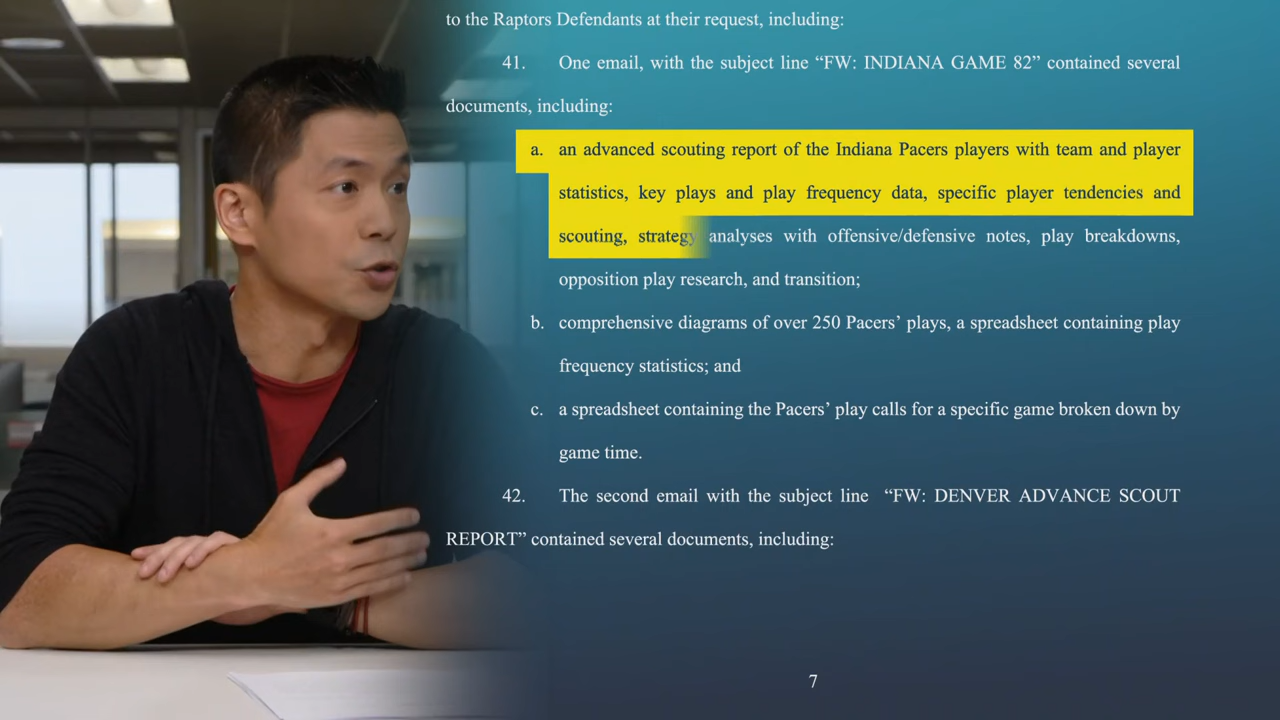 to the Raptors Defendants at their request, including:
41. One email, with the subject line “FW: INDIANA GAME 82” contained several
documents, including:
a. an advanced scouting report of the Indiana Pacers players with team and player
statistics, key plays and play frequency data, specific player tendencies and
scouting, strategy analyses with offensive/defensive notes, play breakdowns,
opposition play research, and transition;
b. comprehensive diagrams of over 250 Pacers’ plays, a spreadsheet containing play
frequency statistics; and
c. a spreadsheet containing the Pacers’ play calls for a specific game broken down by
game time.
42. The second email with the subject line “FW: DENVER ADVANCE SCOUT
REPORT” contained several documents, including:
7